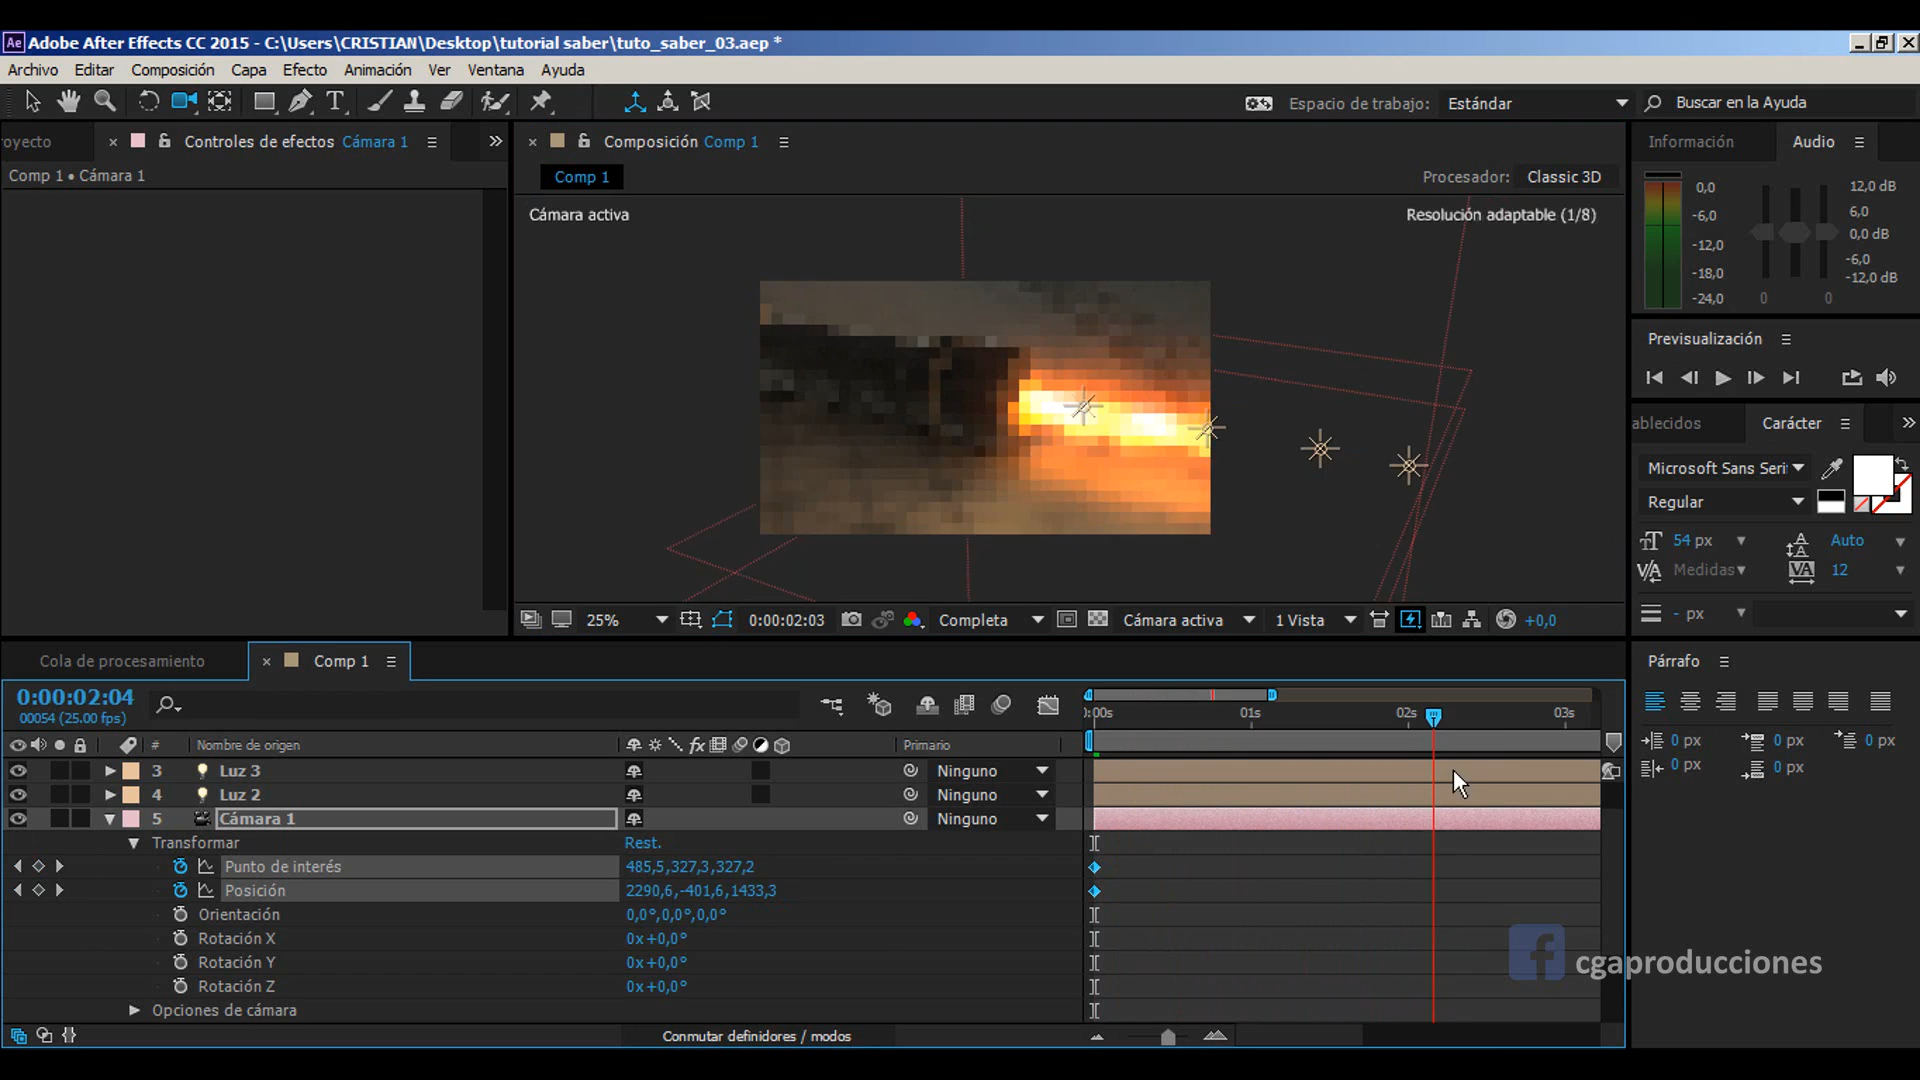 Ae Adobe After Effects CC 2015 - C:\Users\CRISTIAN\Desktop\tutorial saber\tuto_saber_03.aep *
Archivo Editar Composición Capa Efecto Animación Ver Ventana Ayuda
Espacio de trabajo: Estándar Buscar en la Ayuda
royecto Controles de efectos Cámara 1
Composición Comp 1
Información Audio
Comp 1 • Cámara 1
Comp 1
Procesador: Classic 3D
Cámara activa
Resolución adaptable (1/8)
0,0 12,0 dB
-6,0 6,0
-12,0 0,0 dB
-18,0 -6,0
-24,0 0 0 -12,0 dB
Previsualización
ablecidos Carácter
Microsoft Sans Seri
Regular
54 px Auto
Medidas 12
- px
25% 0:00:02:03 Completa Cámara activa 1 Vista +0,0
Cola de procesamiento Comp 1
Párrafo
0:00:02:04
00054 (25.00 fps)
):00s 01s 02s 03s
# Nombre de origen fx Primario
3 Luz 3 Ninguno
4 Luz 2 Ninguno
5 Cámara 1 Ninguno
Transformar Rest.
Punto de interés 485,5,327,3,327,2
Posición 2290,6,-401,6,1433,3
Orientación 0,0°,0,0°,0,0°
Rotación X 0x+0,0°
Rotación Y 0x+0,0°
Rotación Z 0x+0,0°
Opciones de cámara
Conmutar definidores / modos
0 px 0 px 0 px
0 px 0 px
f cgaproducciones